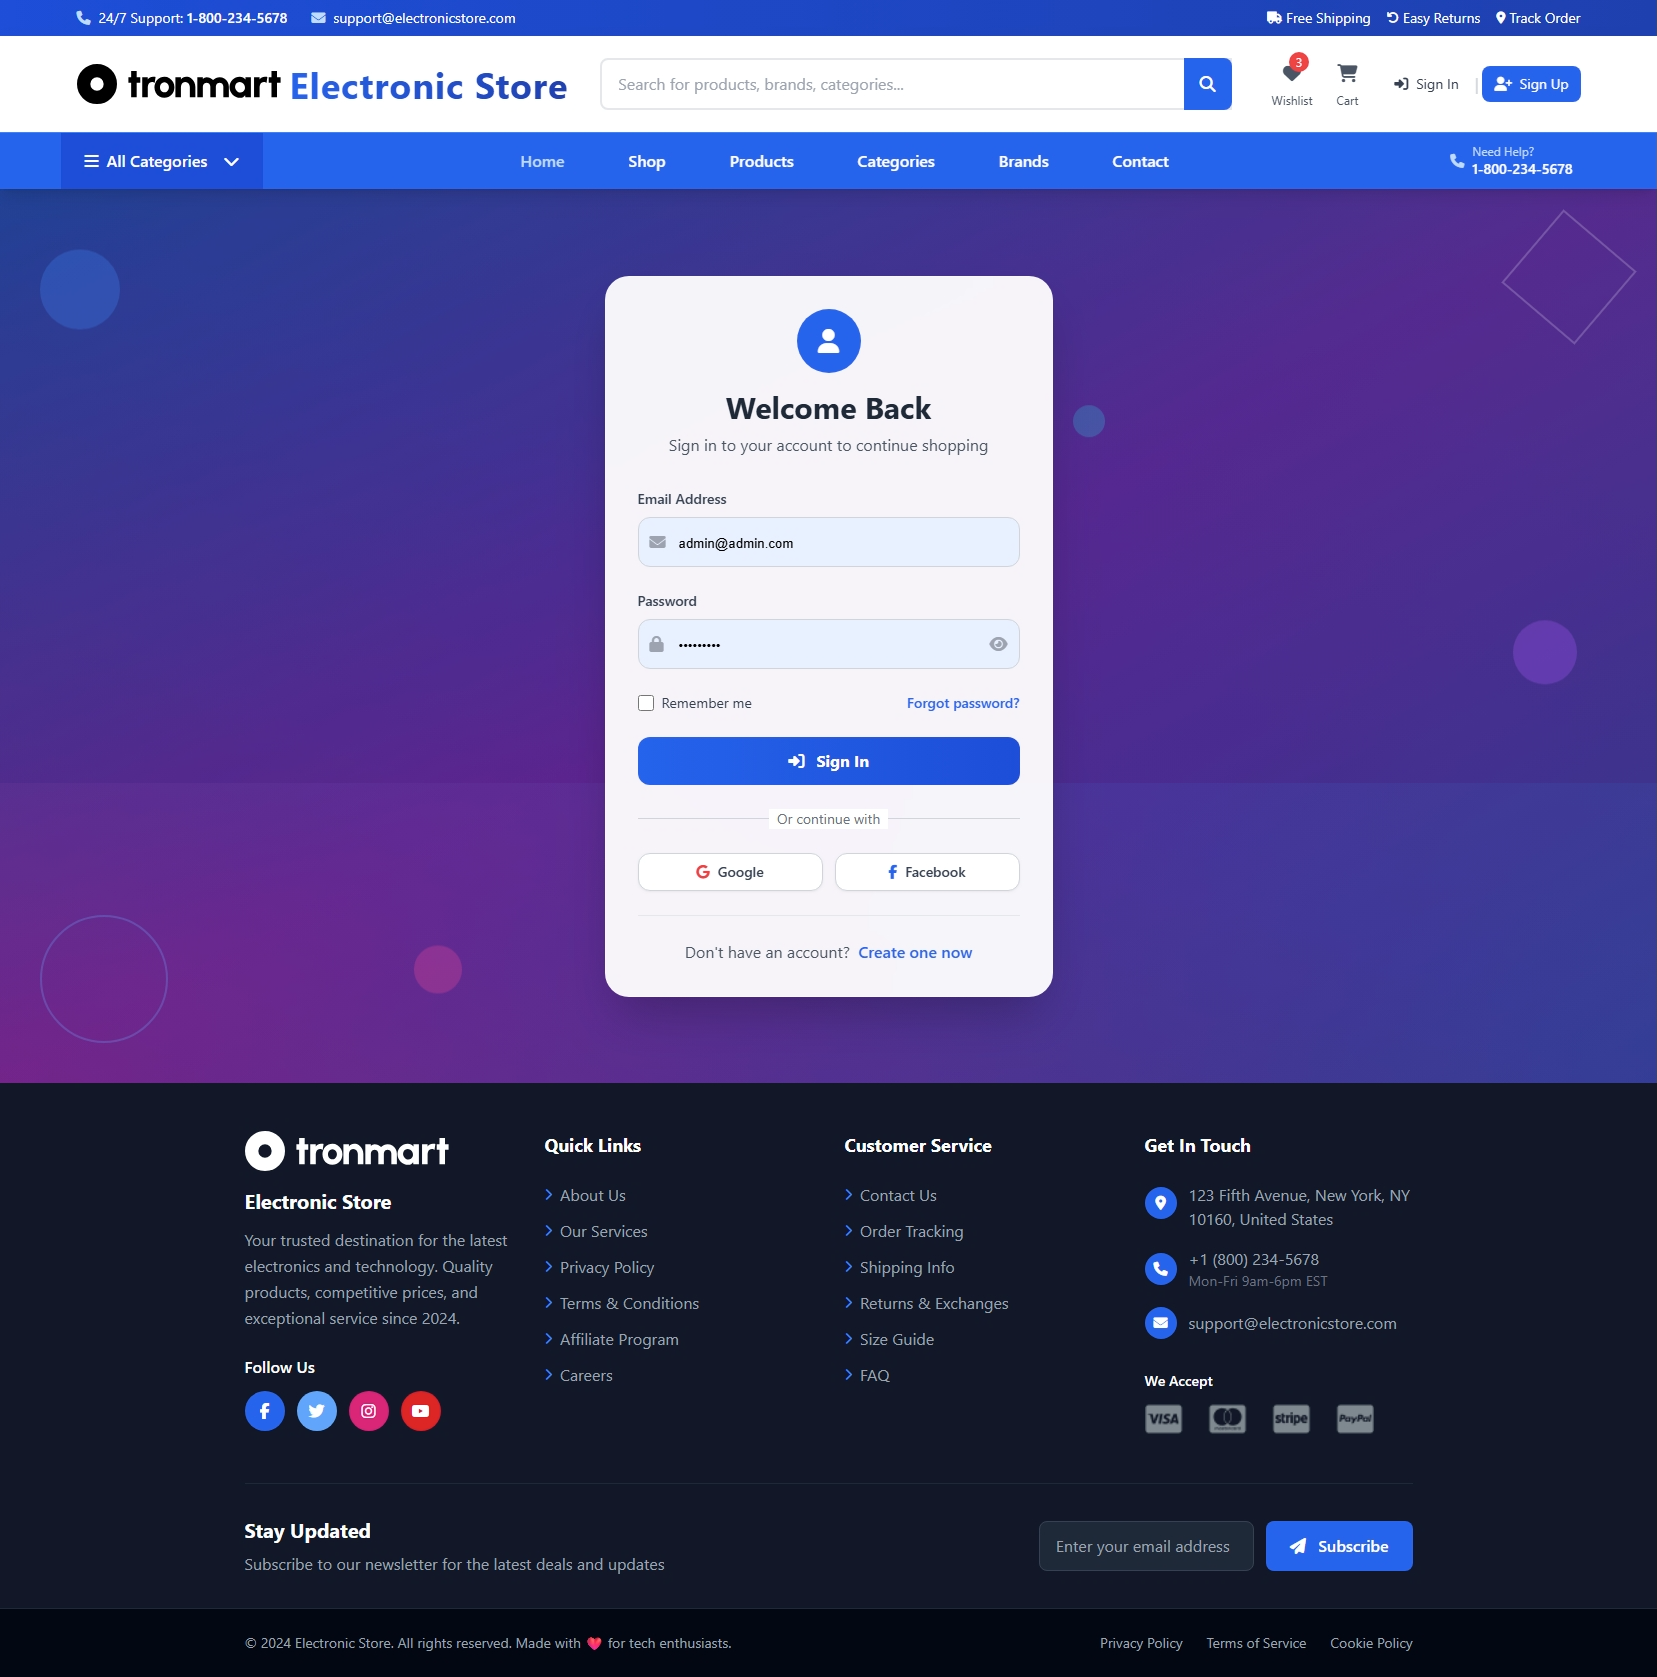 24/7 Support: 1-800-234-5678
support@electronicstore.com
Free Shipping
Easy Returns
Track Order
tronmart Electronic Store
Search for products, brands, categories...
3
Wishlist
Cart
Sign In
|
Sign Up
All Categories
Home
Shop
Products
Categories
Brands
Contact
Need Help?
1-800-234-5678
Welcome Back
Sign in to your account to continue shopping
Email Address
admin@admin.com
Password
•••••••••
Remember me
Forgot password?
Sign In
Or continue with
Google
Facebook
Don't have an account? Create one now
tronmart
Electronic Store
Your trusted destination for the latest
electronics and technology. Quality
products, competitive prices, and
exceptional service since 2024.
Follow Us
Quick Links
About Us
Our Services
Privacy Policy
Terms & Conditions
Affiliate Program
Careers
Customer Service
Contact Us
Order Tracking
Shipping Info
Returns & Exchanges
Size Guide
FAQ
Get In Touch
123 Fifth Avenue, New York, NY
10160, United States
+1 (800) 234-5678
Mon-Fri 9am-6pm EST
support@electronicstore.com
We Accept
VISA
stripe
PayPal
Stay Updated
Subscribe to our newsletter for the latest deals and updates
Enter your email address
Subscribe
© 2024 Electronic Store. All rights reserved. Made with ❤️ for tech enthusiasts.
Privacy Policy
Terms of Service
Cookie Policy